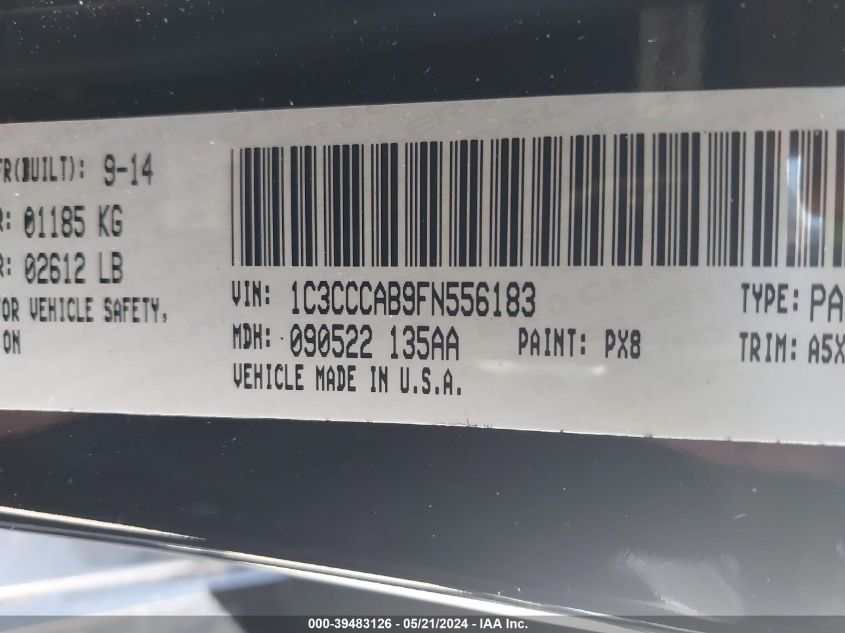 FR(BUILT): 9-14
R: 01185 KG
R: 02612 LB
OR VEHICLE SAFETY,
ON
VIN: 1C3CCCAB9FN556183 TYPE: PA
MDH: 090522 135AA PAINT: PX8 TRIM: A5X
VEHICLE MADE IN U.S.A.
000-39483126 - 05/21/2024 - IAA Inc.